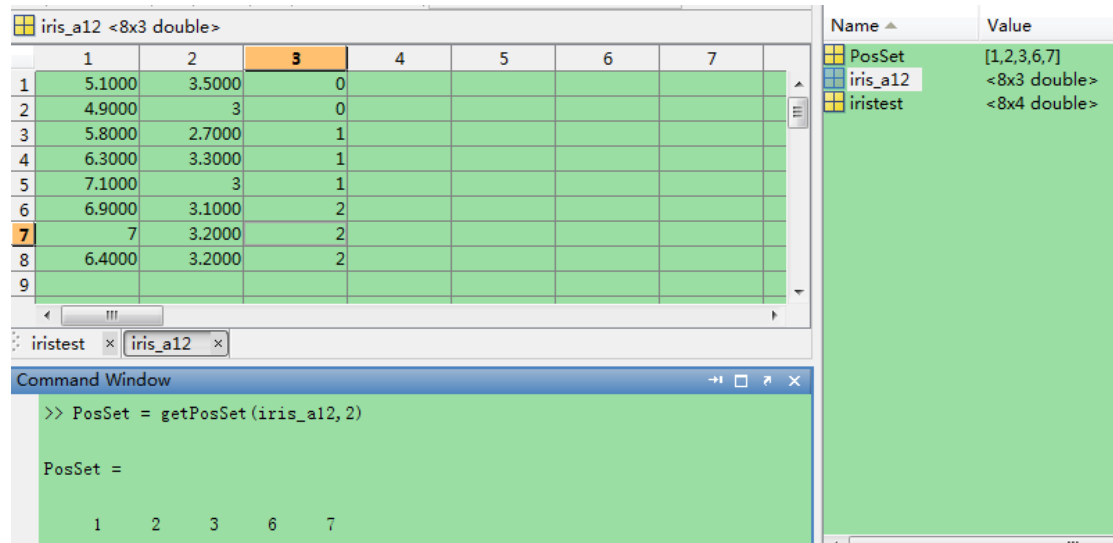 iris_a12 <8x3 double>
1 2 3 4 5 6 7
1 5.1000 3.5000 0
2 4.9000 3 0
3 5.8000 2.7000 1
4 6.3000 3.3000 1
5 7.1000 3 1
6 6.9000 3.1000 2
7 7 3.2000 2
8 6.4000 3.2000 2
9
iristest × iris_a12 ×
Command Window
>> PosSet = getPosSet(iris_a12,2)
PosSet =
1 2 3 6 7
Name Value
PosSet [1,2,3,6,7]
iris_a12 <8x3 double>
iristest <8x4 double>